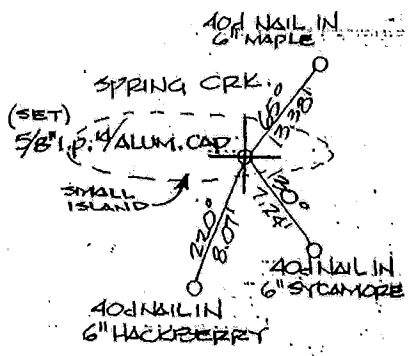 40d NAIL IN
6" MAPLE
SPRING CRK.
65°
13.38'
(SET)
5/8" I.P. W/ALUM. CAP
SMALL
ISLAND
130°
7.24'
220°
8.07'
40d NAIL IN
6" SYCAMORE
40d NAIL IN
6" HACKBERRY